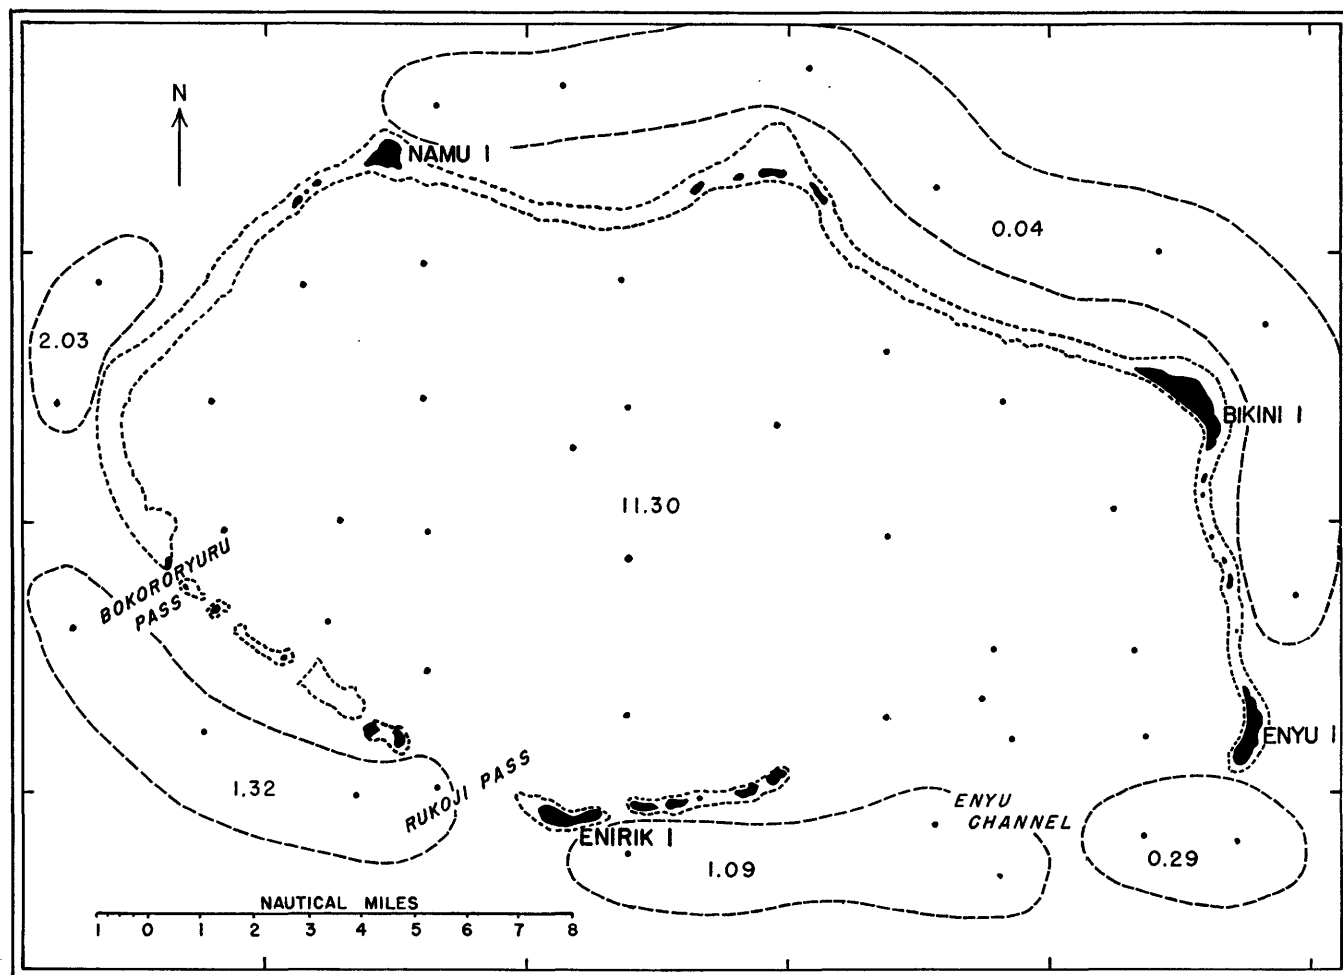 N
NAMU I
0.04
2.03
BIKINI I
11.30
BOKORORYURU
PASS
ENYU I
1.32
RUKOJI PASS
ENYU
CHANNEL
ENIRIK I
0.29
1.09
NAUTICAL MILES
1 0 1 2 3 4 5 6 7 8